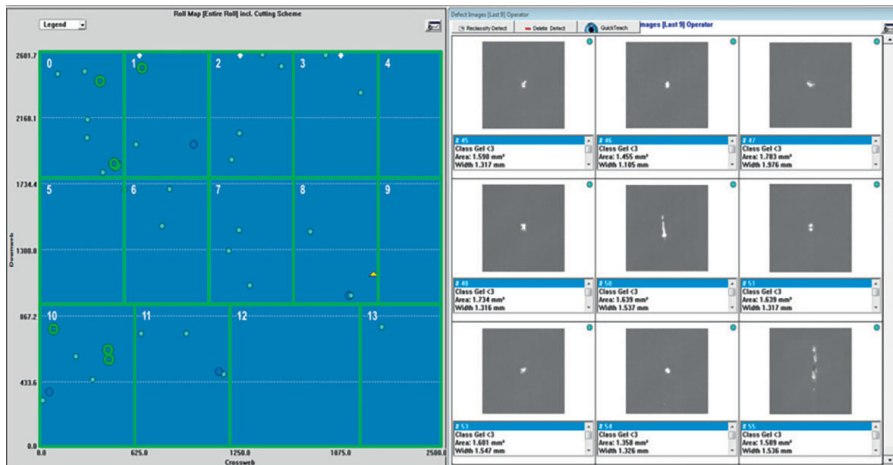 Roll Map [Entire Roll] incl. Cutting Scheme
Legend
2601.7
2168.1
1734.4
1300.8
867.2
433.6
0.0
Downweb
0 1 2 3 4
5 6 7 8 9
10 11 12 13
0.0 625.0 1250.0 1875.0 2500.0
Crossweb
Defect Images [Last 9] Operator
Reclassify Defect Delete Defect QuickTeach Images [Last 9] Operator
# 45
Class Gel <3
Area: 1.590 mm²
Width 1.317 mm
# 46
Class Gel <3
Area: 1.455 mm²
Width 1.105 mm
# 47
Class Gel <3
Area: 1.783 mm²
Width 1.976 mm
# 48
Class Gel <3
Area: 1.734 mm²
Width 1.316 mm
# 50
Class Gel <3
Area: 1.639 mm²
Width 1.537 mm
# 51
Class Gel <3
Area: 1.639 mm²
Width 1.317 mm
# 53
Class Gel <3
Area: 1.601 mm²
Width 1.547 mm
# 54
Class Gel <3
Area: 1.350 mm²
Width 1.326 mm
# 55
Class Gel <3
Area: 1.509 mm²
Width 1.536 mm